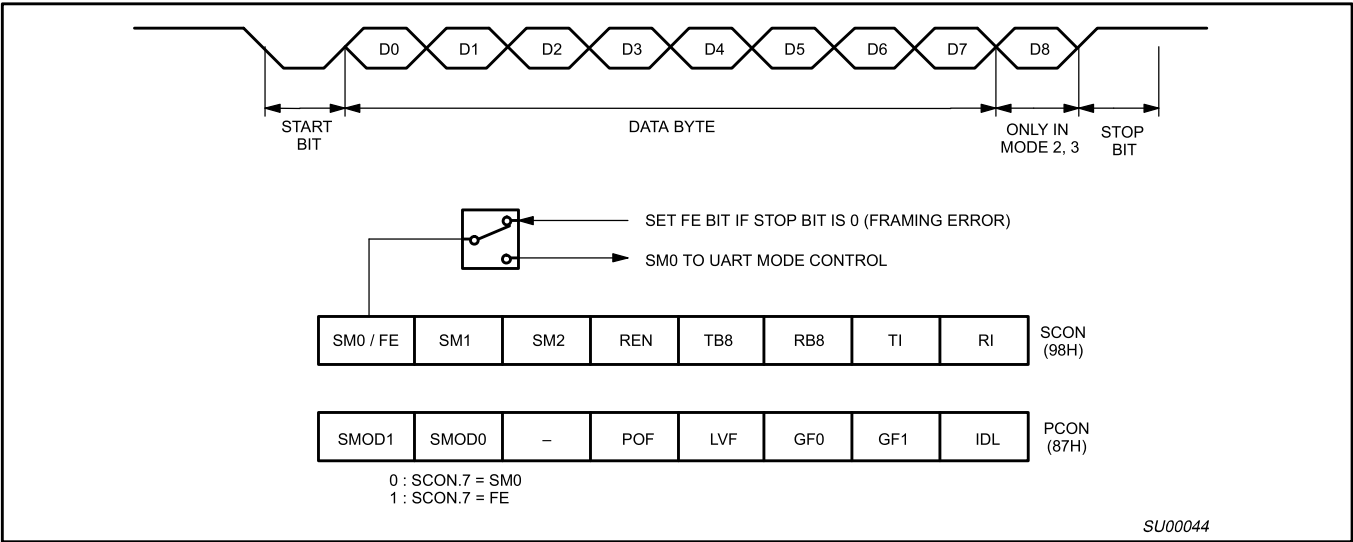 D0 D1 D2 D3 D4 D5 D6 D7 D8
START
BIT
DATA BYTE
ONLY IN
MODE 2, 3
STOP
BIT
SET FE BIT IF STOP BIT IS 0 (FRAMING ERROR)
SM0 TO UART MODE CONTROL
SM0 / FE SM1 SM2 REN TB8 RB8 TI RI
SCON
(98H)
SMOD1 SMOD0 – POF LVF GF0 GF1 IDL
PCON
(87H)
0 : SCON.7 = SM0
1 : SCON.7 = FE
SU00044